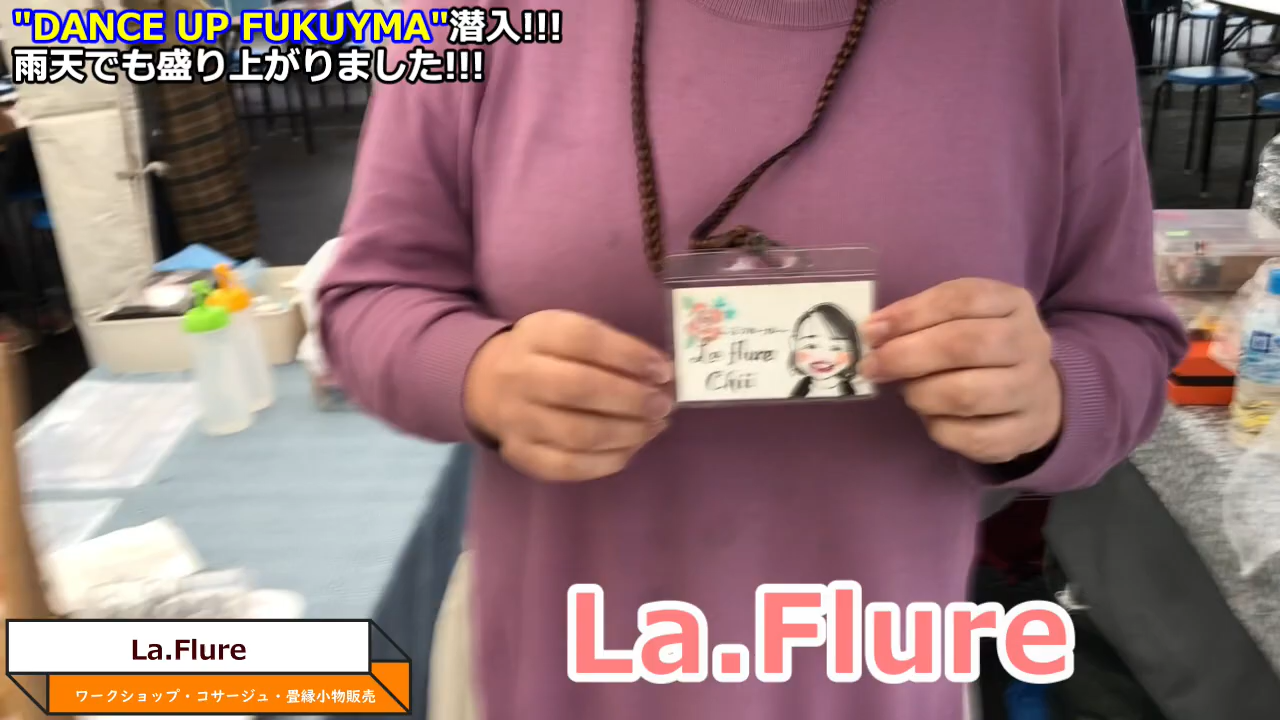 "DANCE UP FUKUYMA"潜入!!!
雨天でも盛り上がりました!!!
La flure
Chii
La.Flure
La.Flure
ワークショップ・コサージュ・畳縁小物販売